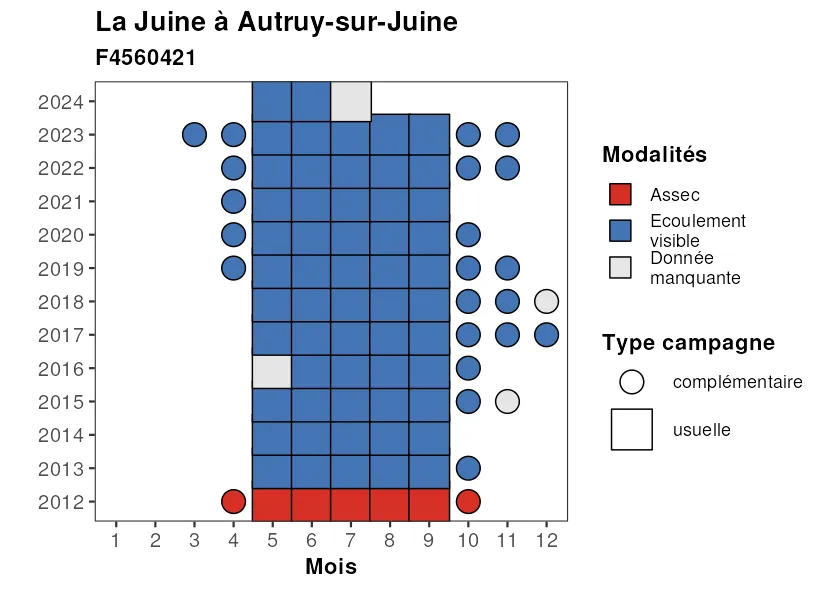 La Juine à Autruy-sur-Juine
F4560421
2024
2023
2022
2021
2020
2019
2018
2017
2016
2015
2014
2013
2012
1 2 3 4 5 6 7 8 9 10 11 12
Mois
Modalités
Assec
Ecoulement
visible
Donnée
manquante
Type campagne
complémentaire
usuelle